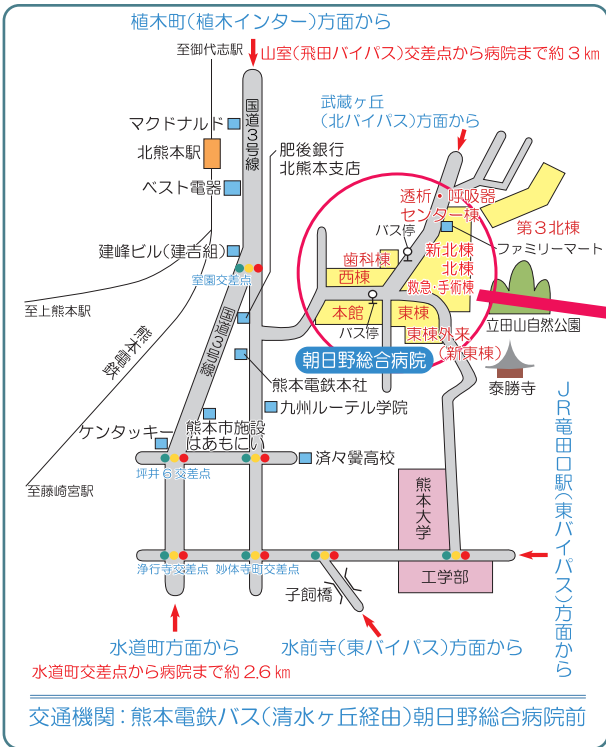 植木町(植木インター)方面から
至御代志駅
山室(飛田バイパス)交差点から病院まで約3km
国道3号線
武蔵ヶ丘
(北バイパス)方面から
マクドナルド
北熊本駅
肥後銀行
北熊本支店
ベスト電器
透析・呼吸器
センター棟
第3北棟
バス停
ファミリーマート
建峰ビル(建吉組)
新北棟
北棟
歯科棟
西棟
救急・手術棟
室園交差点
至上熊本駅
本館
東棟
立田山自然公園
国道3号線
バス停
東棟外来
(新東棟)
熊本電鉄
朝日野総合病院
泰勝寺
熊本電鉄本社
九州ルーテル学院
ケンタッキー
熊本市施設
はあもにい
済々黌高校
坪井6交差点
至藤崎宮駅
JR竜田口駅(東バイパス)方面から
熊本大学
工学部
浄行寺交差点
妙体寺町交差点
子飼橋
水道町方面から
水前寺(東バイパス)方面から
水道町交差点から病院まで約2.6km
交通機関:熊本電鉄バス(清水ヶ丘経由)朝日野総合病院前